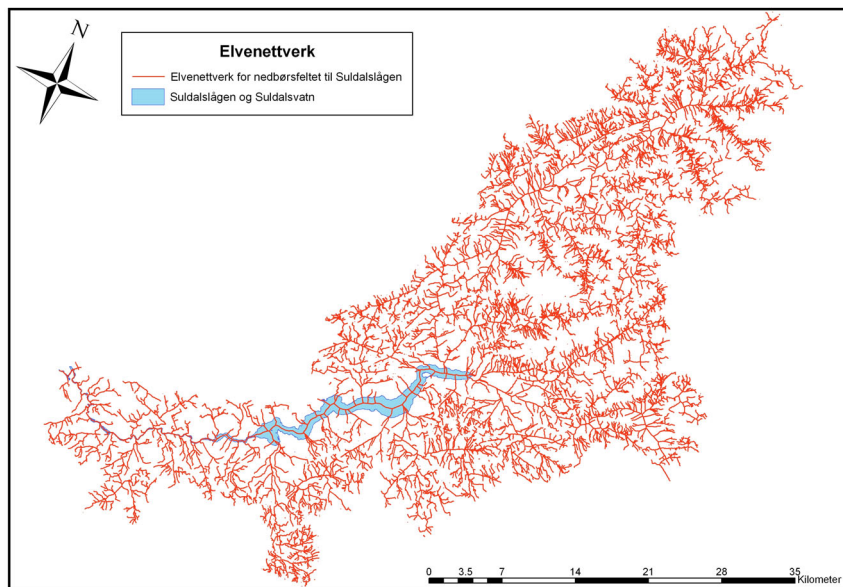 N
Elvenettverk
Elvenettverk for nedbørsfeltet til Suldalslågen
Suldalslågen og Suldalsvatn
0 3.5 7 14 21 28 35
Kilometer